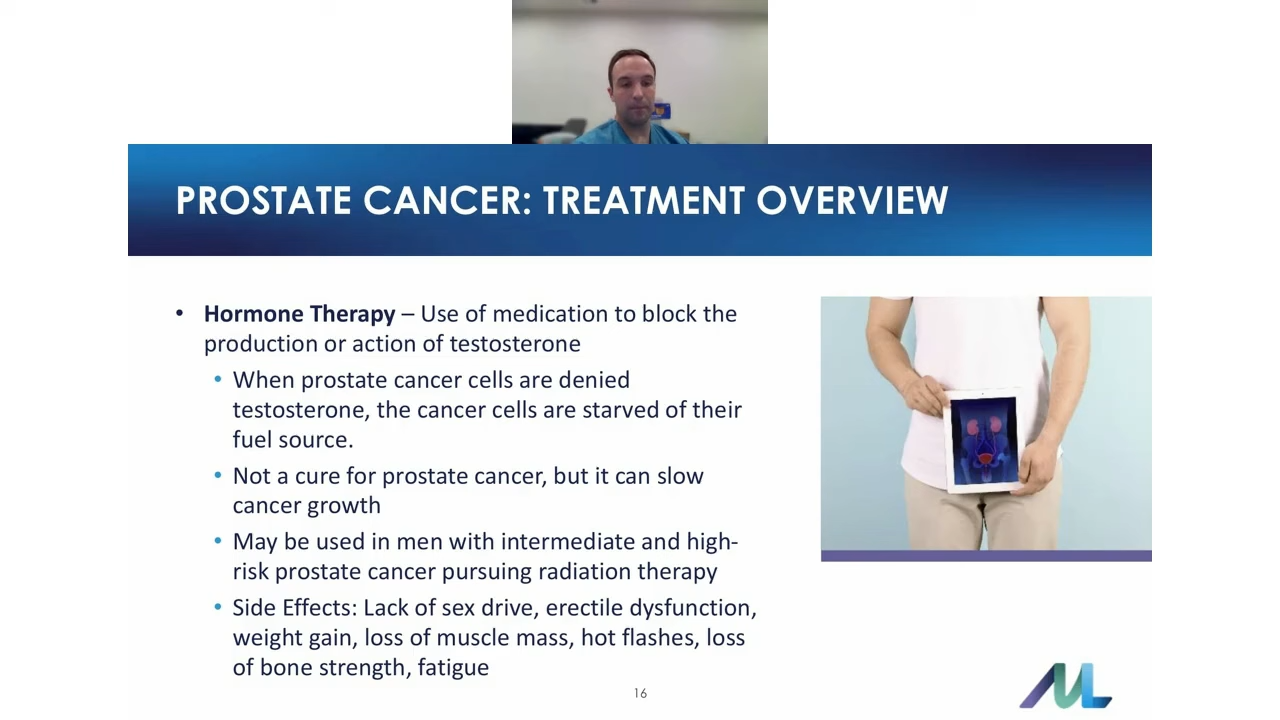 PROSTATE CANCER: TREATMENT OVERVIEW
• Hormone Therapy – Use of medication to block the
production or action of testosterone
• When prostate cancer cells are denied
testosterone, the cancer cells are starved of their
fuel source.
• Not a cure for prostate cancer, but it can slow
cancer growth
• May be used in men with intermediate and high-
risk prostate cancer pursuing radiation therapy
• Side Effects: Lack of sex drive, erectile dysfunction,
weight gain, loss of muscle mass, hot flashes, loss
of bone strength, fatigue
16